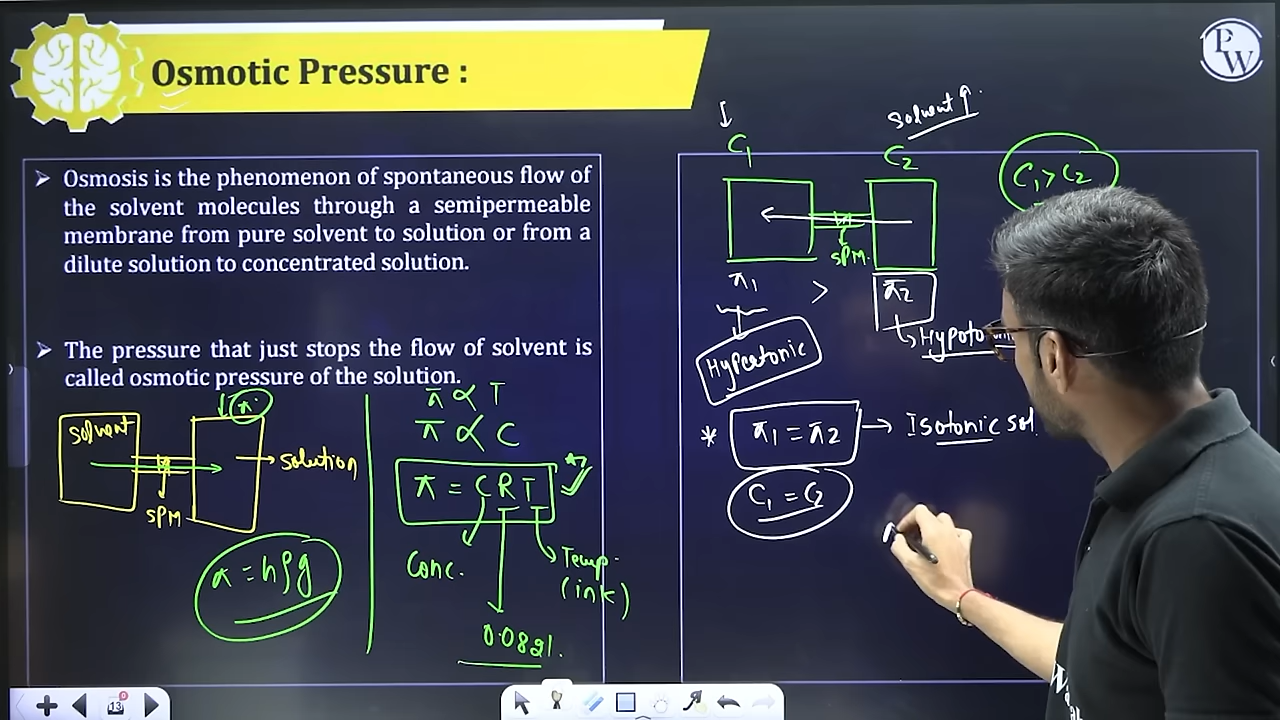 Osmotic Pressure :
PW
Osmosis is the phenomenon of spontaneous flow of
the solvent molecules through a semipermeable
membrane from pure solvent to solution or from a
dilute solution to concentrated solution.
The pressure that just stops the flow of solvent is
called osmotic pressure of the solution.
π
solvent
solution
SPM
π = hρg
π ∝ T
π ∝ C
π = CRT
Conc.
Temp.
(in K)
0.0821.
solvent ↑.
C₁
C₂
C₁ > C₂
SPM.
π₁ > π₂
Hypertonic
* π₁ = π₂ → Isotonic sol.
C₁ = C₂
13